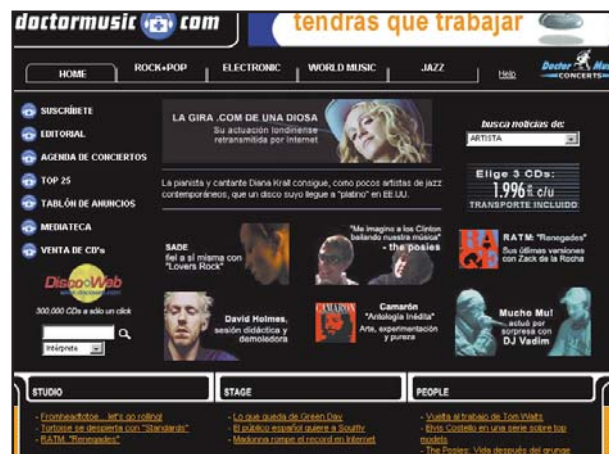 doctormusic com
tendrás que trabajar
HOME
ROCK+POP
ELECTRONIC
WORLD MUSIC
JAZZ
Help
Doctor Mus
CONCERTS
SUSCRÍBETE
EDITORIAL
AGENDA DE CONCIERTOS
TOP 25
TABLÓN DE ANUNCIOS
MEDIATECA
VENTA DE CD's
DiscoWeb
300,000 CDs a sólo un click
Intérprete
LA GIRA .COM DE UNA DIOSA
Su actuación londinense
retransmitida por Internet
La pianista y cantante Diana Krall consigue, como pocos artistas de jazz
contemporáneos, que un disco suyo llegue a "platino" en EE.UU.
SADE
fiel a sí misma con
"Lovers Rock"
"Me imagino a los Clinton
bailando nuestra música"
- the posies
David Holmes,
sesión didáctica y
demoledora
CAMARÓN
Camarón
"Antología Inédita"
Arte, experimentación
y pureza
busca noticias de:
ARTISTA
Elige 3 CDs:
1.996 c/u
TRANSPORTE INCLUIDO
RATM: "Renegades"
Sus útlimas versiones
con Zack de la Rocha
Mucho Mu!
actuó por
sorpresa con
DJ Vadim
STUDIO
- Fromheadtotoe... let's go rolling!
- Tortoise se despierta con "Standards"
- RATM. "Renegades"
STAGE
- Lo que queda de Green Day
- El público español quiere a Soulfly
- Madonna rompe el record en Internet
PEOPLE
- Vuelta al trabajo de Tom Waits
- Elvis Costello en una serie sobre top
models
- The Posies: Vida después del grunge